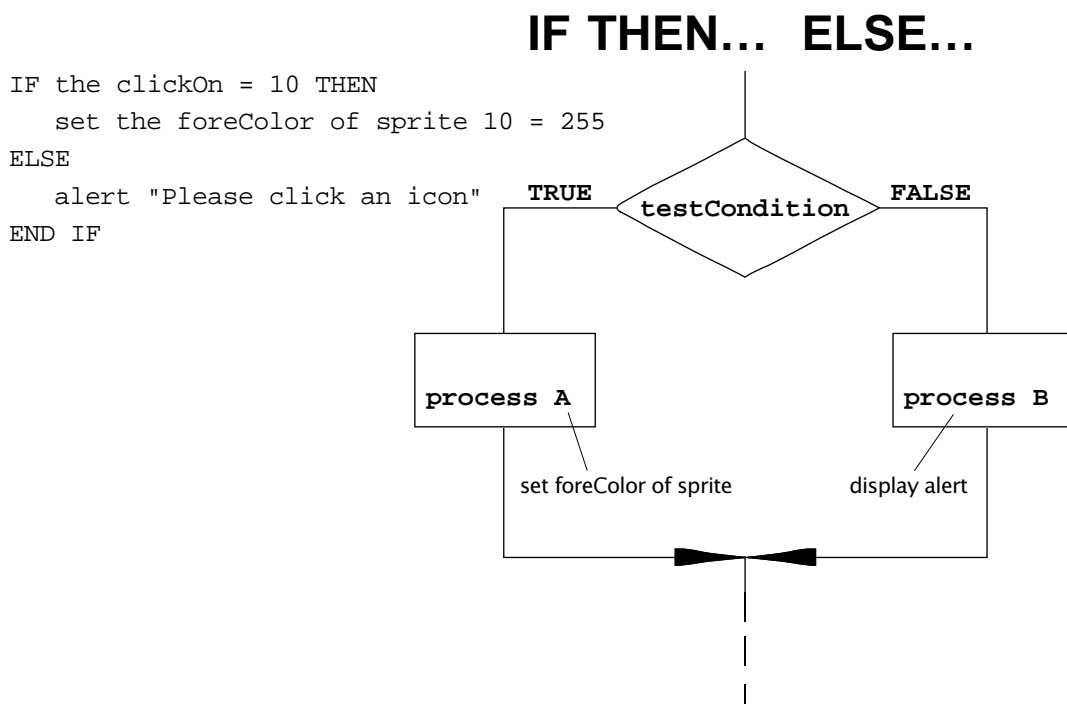 IF THEN... ELSE...
IF the clickOn = 10 THEN
set the foreColor of sprite 10 = 255
ELSE
alert "Please click an icon"
END IF
TRUE
testCondition
FALSE
process A
process B
set foreColor of sprite
display alert